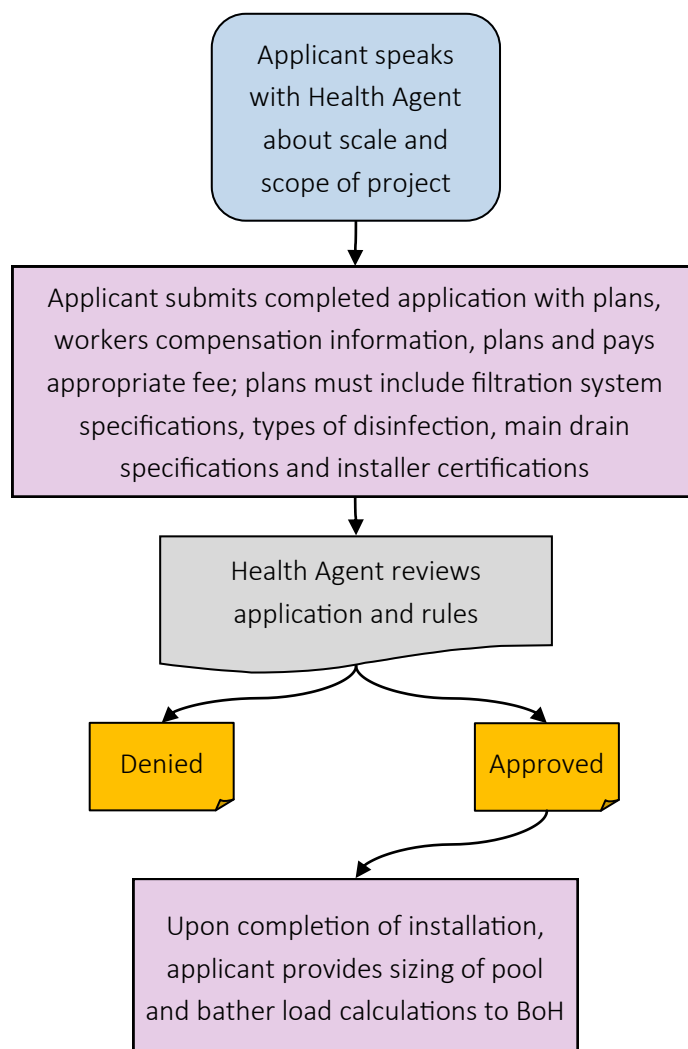 Applicant speaks
with Health Agent
about scale and
scope of project
Applicant submits completed application with plans,
workers compensation information, plans and pays
appropriate fee; plans must include filtration system
specifications, types of disinfection, main drain
specifications and installer certifications
Health Agent reviews
application and rules
Denied
Approved
Upon completion of installation,
applicant provides sizing of pool
and bather load calculations to BoH